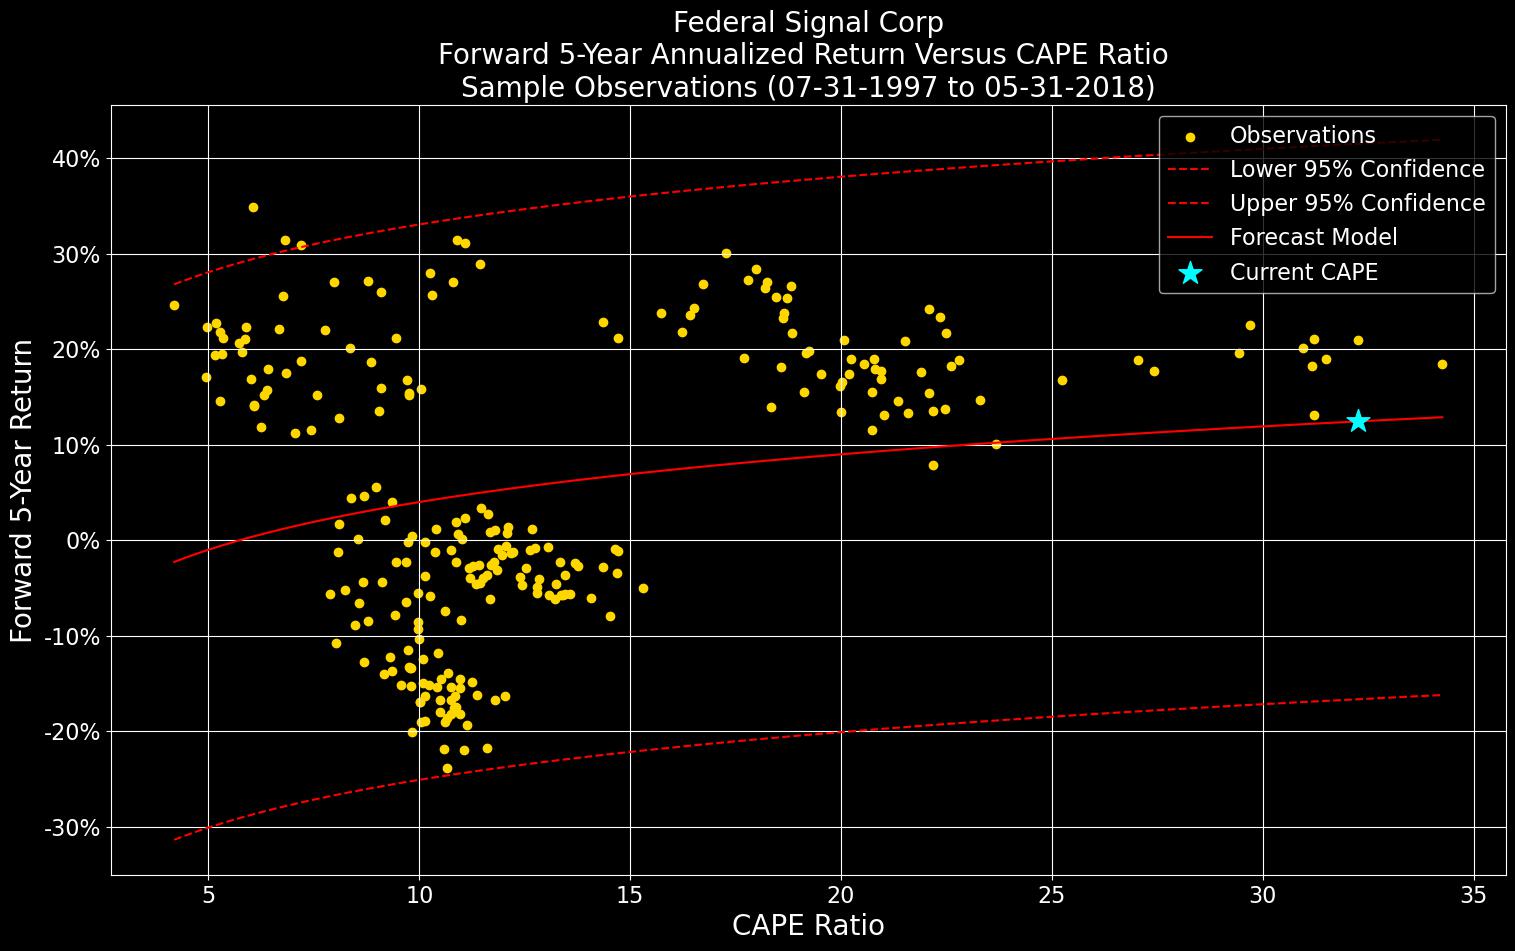 Federal Signal Corp
Forward 5-Year Annualized Return Versus CAPE Ratio
Sample Observations (07-31-1997 to 05-31-2018)
Observations
Lower 95% Confidence
Upper 95% Confidence
Forecast Model
Current CAPE
Forward 5-Year Return
40%
30%
20%
10%
0%
-10%
-20%
-30%
5
10
15
20
25
30
35
CAPE Ratio